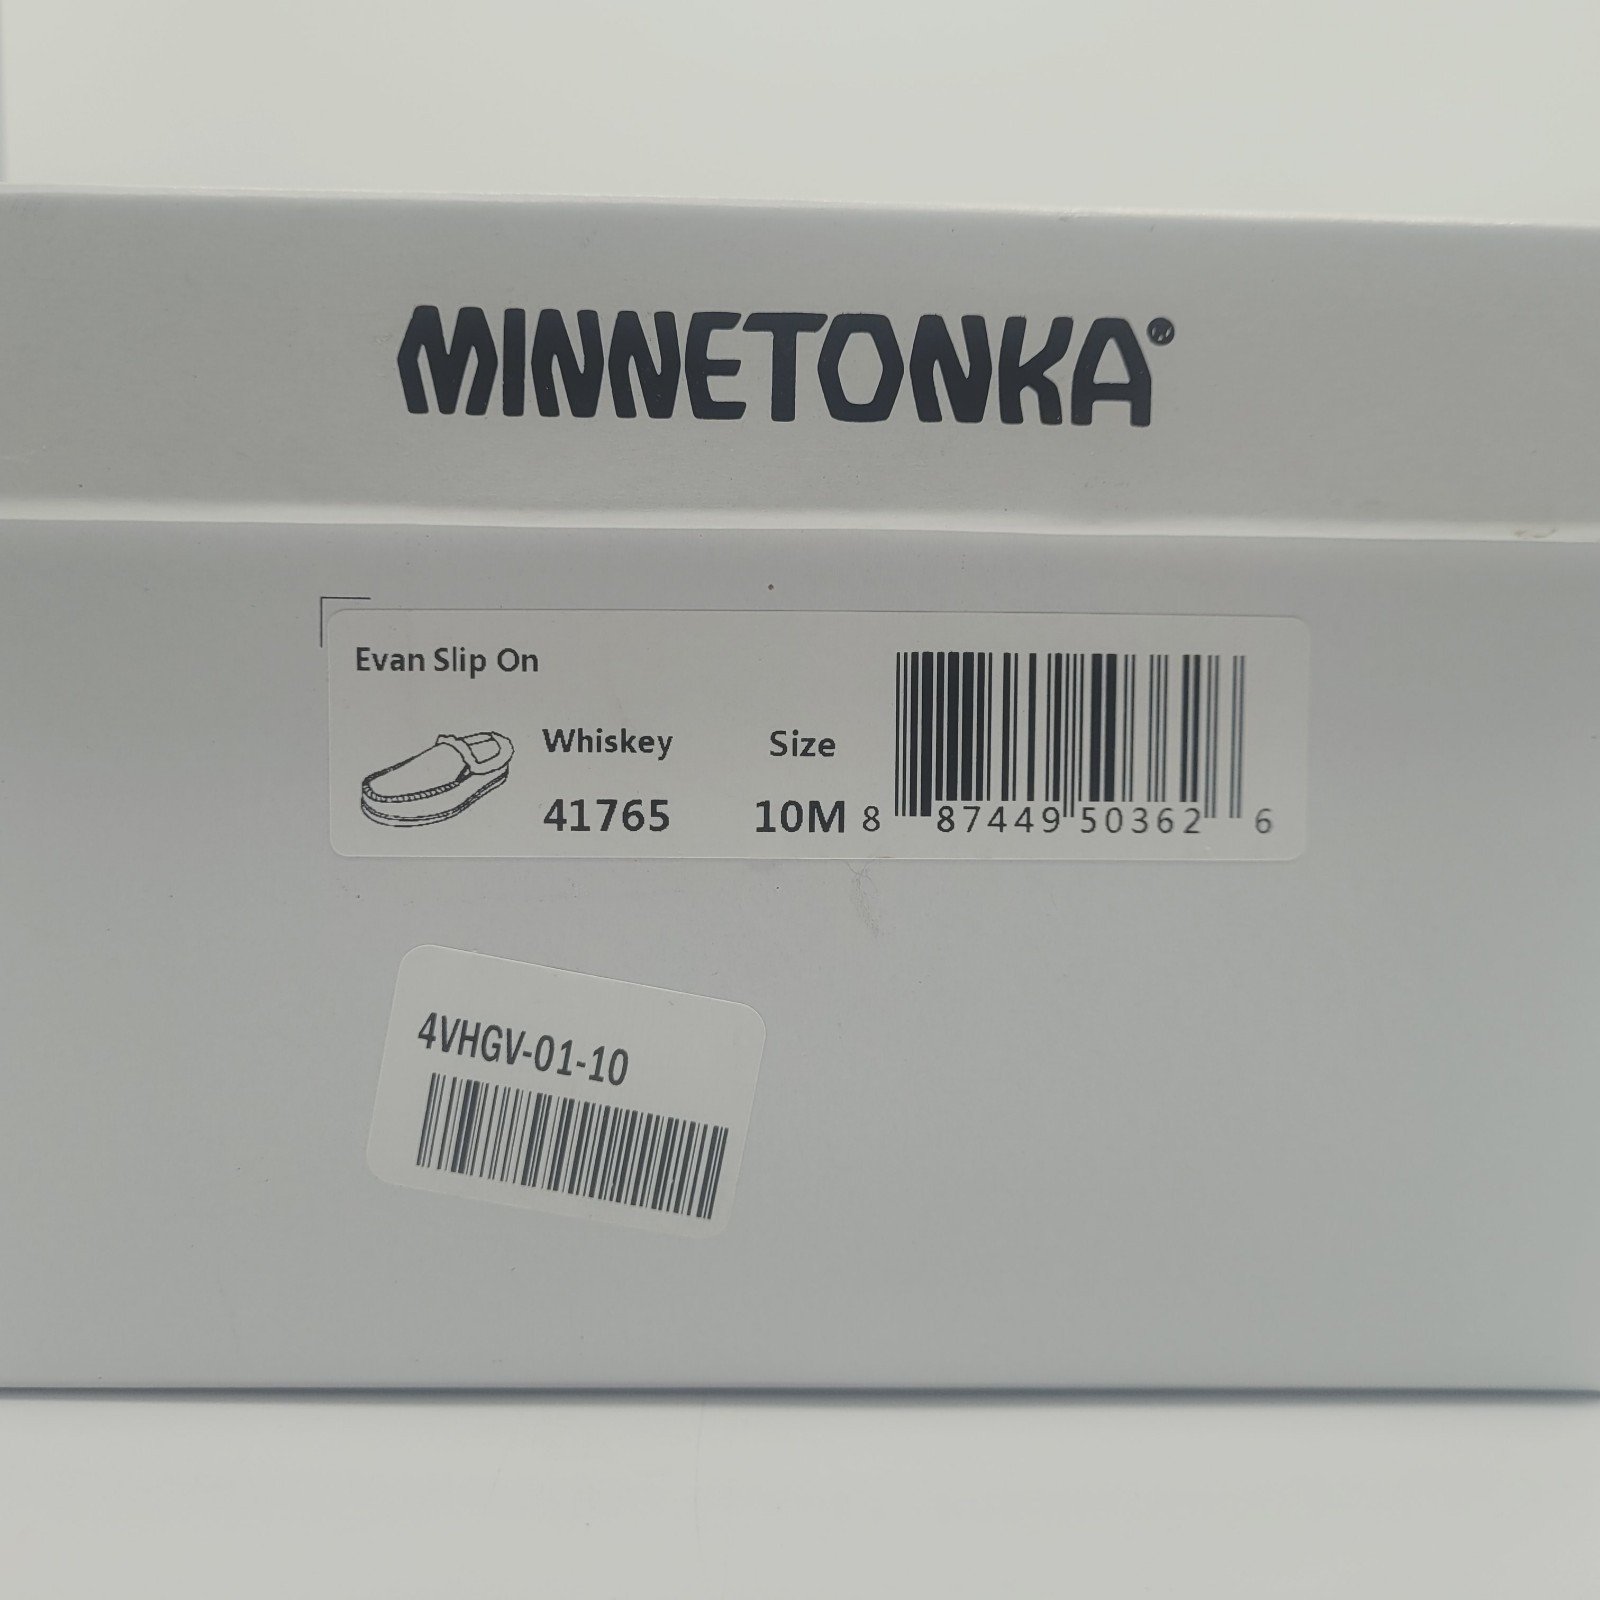 MINNETONKA®
Evan Slip On
Whiskey Size
41765 10M
8 87449 50362 6
4VHGV-01-10